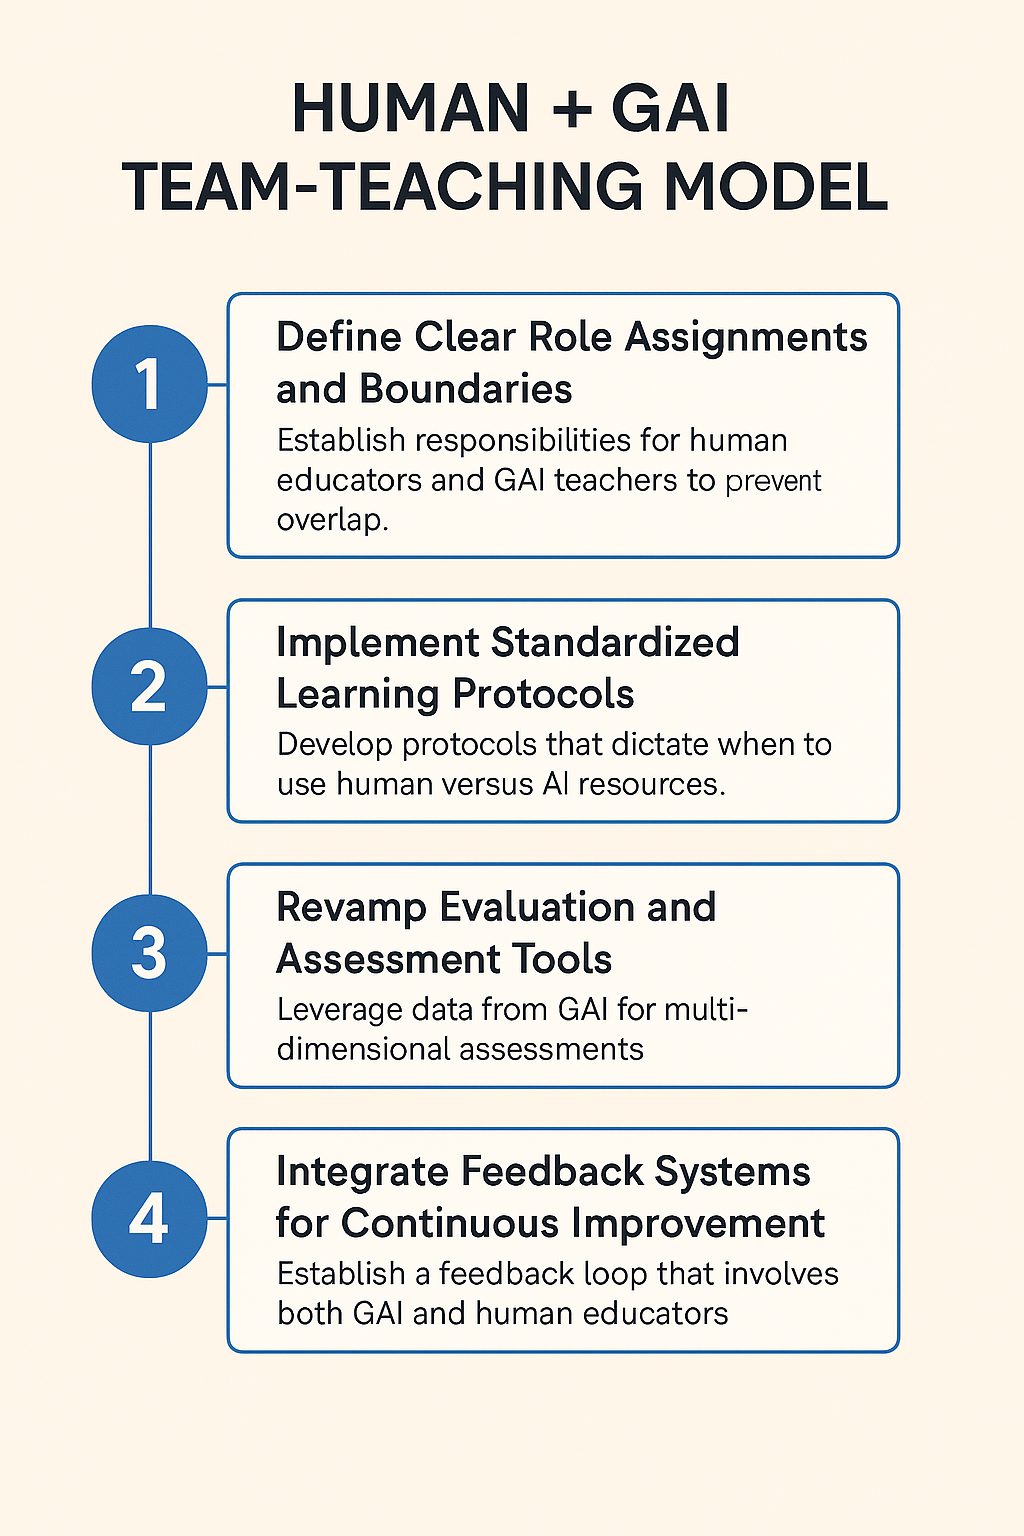 HUMAN + GAI
TEAM-TEACHING MODEL
1
Define Clear Role Assignments
and Boundaries
Establish responsibilities for human
educators and GAI teachers to prevent
overlap.
2
Implement Standardized
Learning Protocols
Develop protocols that dictate when to
use human versus AI resources.
3
Revamp Evaluation and
Assessment Tools
Leverage data from GAI for multi-
dimensional assessments
4
Integrate Feedback Systems
for Continuous Improvement
Establish a feedback loop that involves
both GAI and human educators